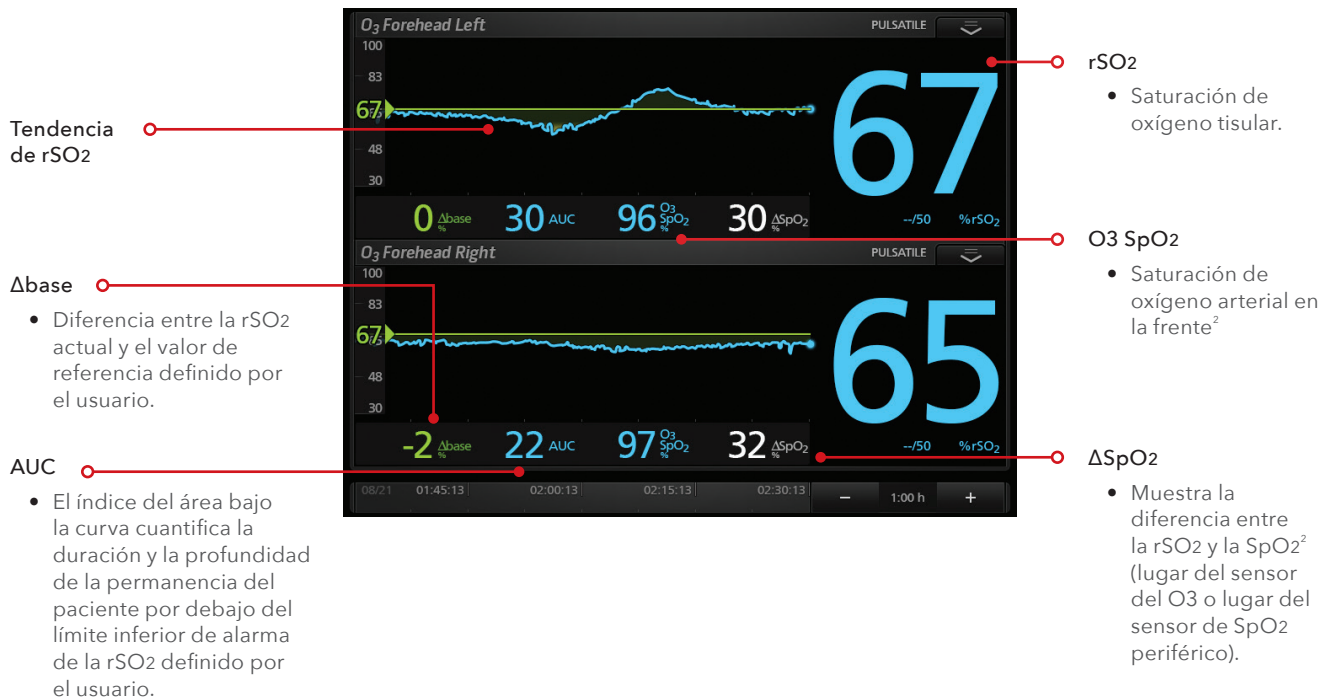 Tendencia
de rSO2
Δbase
• Diferencia entre la rSO2
actual y el valor de
referencia definido por
el usuario.
AUC
• El índice del área bajo
la curva cuantifica la
duración y la profundidad
de la permanencia del
paciente por debajo del
límite inferior de alarma
de la rSO2 definido por
el usuario.
O3 Forehead Left
PULSATILE
100
83
67
48
30
67
0 Δbase %
30 AUC
96 O3 SpO2 %
30 ΔSpO2 %
--/50 %rSO2
O3 Forehead Right
PULSATILE
100
83
67
48
30
65
-2 Δbase %
22 AUC
97 O3 SpO2 %
32 ΔSpO2 %
--/50 %rSO2
08/21 01:45:13 02:00:13 02:15:13 02:30:13 − 1:00 h +
rSO2
• Saturación de
oxígeno tisular.
O3 SpO2
• Saturación de
oxígeno arterial en
la frente²
ΔSpO2
• Muestra la
diferencia entre
la rSO2 y la SpO2²
(lugar del sensor
del O3 o lugar del
sensor de SpO2
periférico).